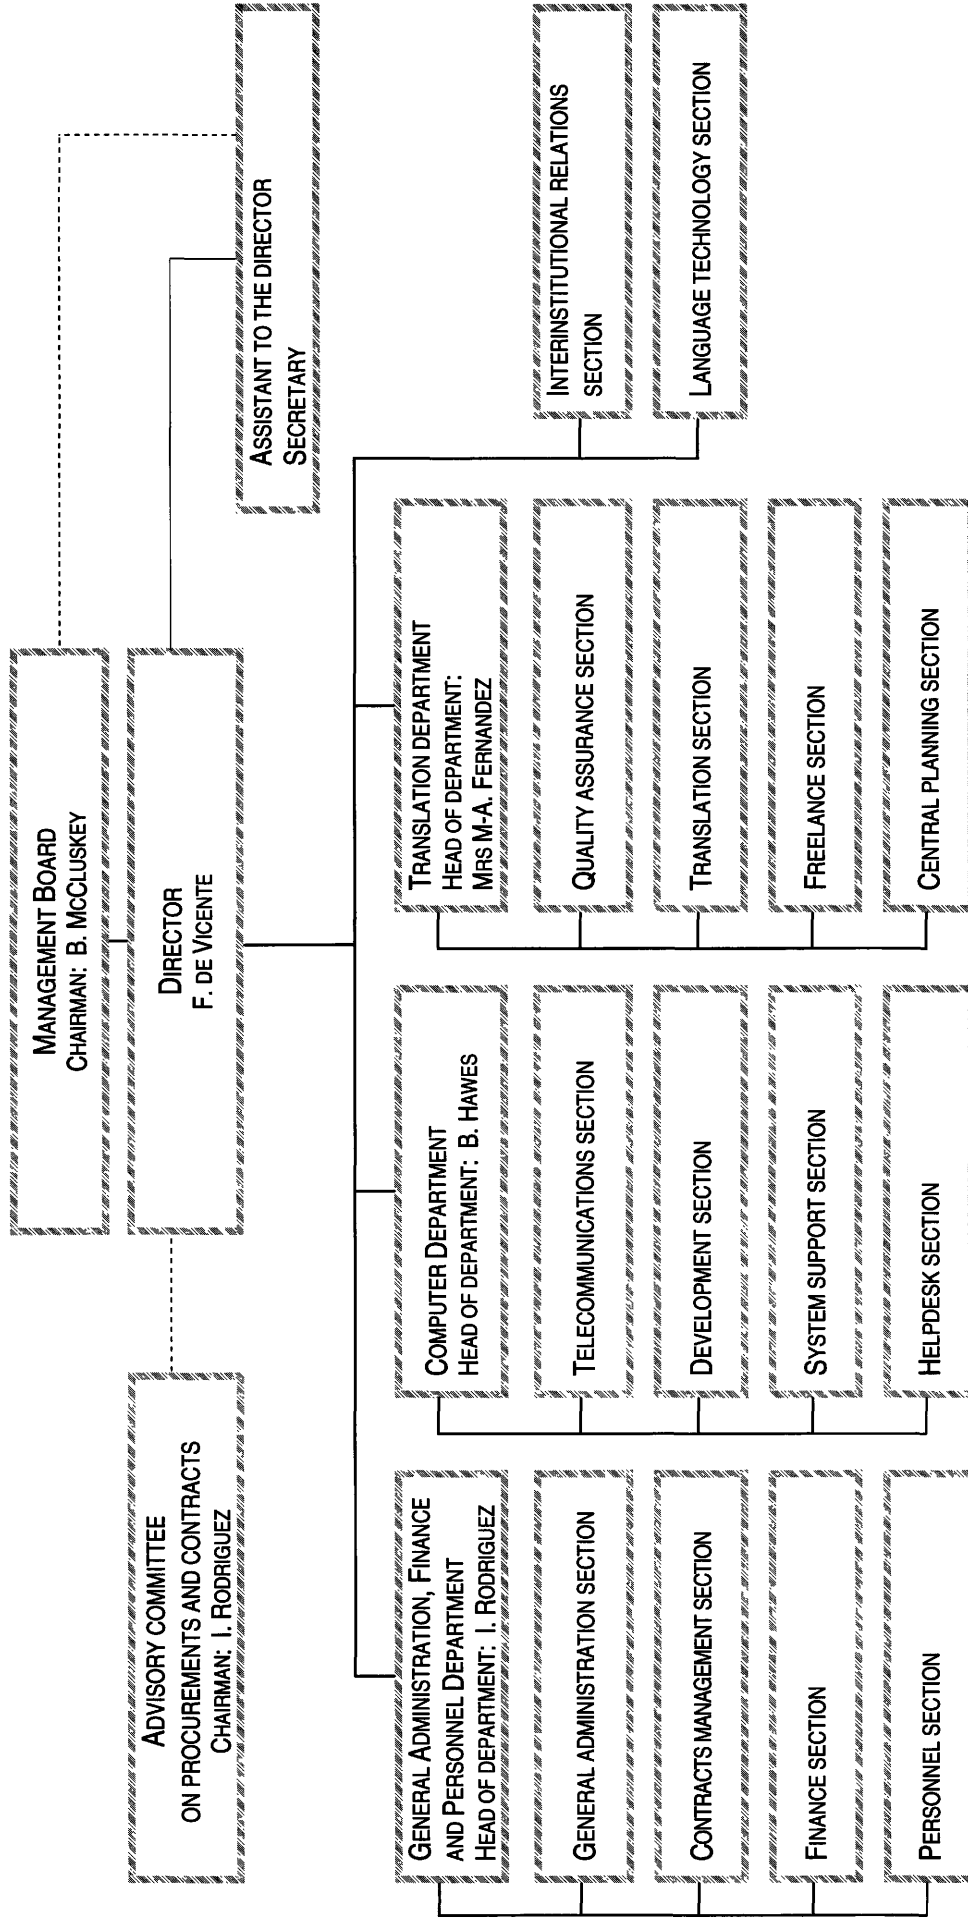 MANAGEMENT BOARD
CHAIRMAN: B. MCCLUSKEY
ADVISORY COMMITTEE
ON PROCUREMENTS AND CONTRACTS
CHAIRMAN: I. RODRIGUEZ
DIRECTOR
F. DE VICENTE
ASSISTANT TO THE DIRECTOR
SECRETARY
GENERAL ADMINISTRATION, FINANCE
AND PERSONNEL DEPARTMENT
HEAD OF DEPARTMENT: I. RODRIGUEZ
GENERAL ADMINISTRATION SECTION
CONTRACTS MANAGEMENT SECTION
FINANCE SECTION
PERSONNEL SECTION
COMPUTER DEPARTMENT
HEAD OF DEPARTMENT: B. HAWES
TELECOMMUNICATIONS SECTION
DEVELOPMENT SECTION
SYSTEM SUPPORT SECTION
HELPDESK SECTION
TRANSLATION DEPARTMENT
HEAD OF DEPARTMENT:
MRS M-A. FERNANDEZ
QUALITY ASSURANCE SECTION
TRANSLATION SECTION
FREELANCE SECTION
CENTRAL PLANNING SECTION
INTERINSTITUTIONAL RELATIONS
SECTION
LANGUAGE TECHNOLOGY SECTION